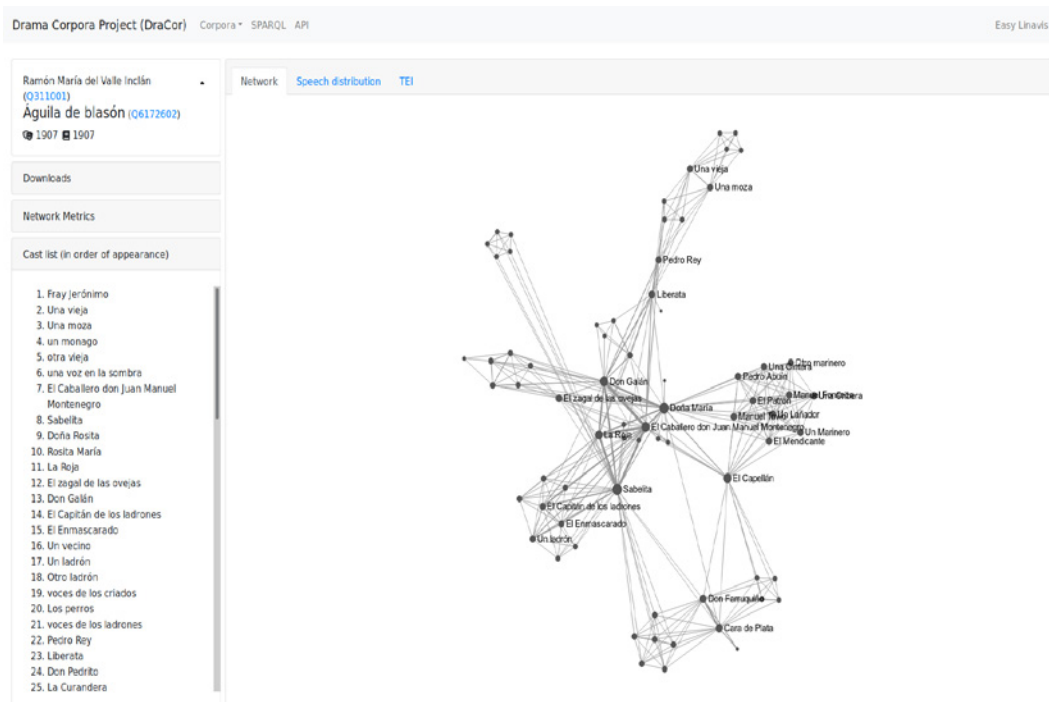 Drama Corpora Project (DraCor) Corpora SPARQL API Easy Linavis
Ramón María del Valle Inclán
(Q311001)
Águila de blasón (Q6172602)
1907 1907
Downloads
Network Metrics
Cast list (in order of appearance)
1. Fray Jerónimo
2. Una vieja
3. Una moza
4. un monago
5. otra vieja
6. una voz en la sombra
7. El Caballero don Juan Manuel
Montenegro
8. Sabelita
9. Doña Rosita
10. Rosita María
11. La Roja
12. El zagal de las ovejas
13. Don Galán
14. El Capitán de los ladrones
15. El Enmascarado
16. Un vecino
17. Un ladrón
18. Otro ladrón
19. voces de los criados
20. Los perros
21. voces de los ladrones
22. Pedro Rey
23. Liberata
24. Don Pedrito
25. La Curandera
Network Speech distribution TEI
Una vieja
Una moza
Pedro Rey
Liberata
Otro marinero
Pedro Abuin
Don Galán
El zagal de las ovejas
El Patrón
Doña María
Un Lañador
El Caballero don Juan Manuel Montenegro
Un Marinero
La Roja
El Mendicante
El Capellán
Sabelita
El Capitán de los ladrones
El Enmascarado
Un ladrón
Don Farruquiño
Cara de Plata